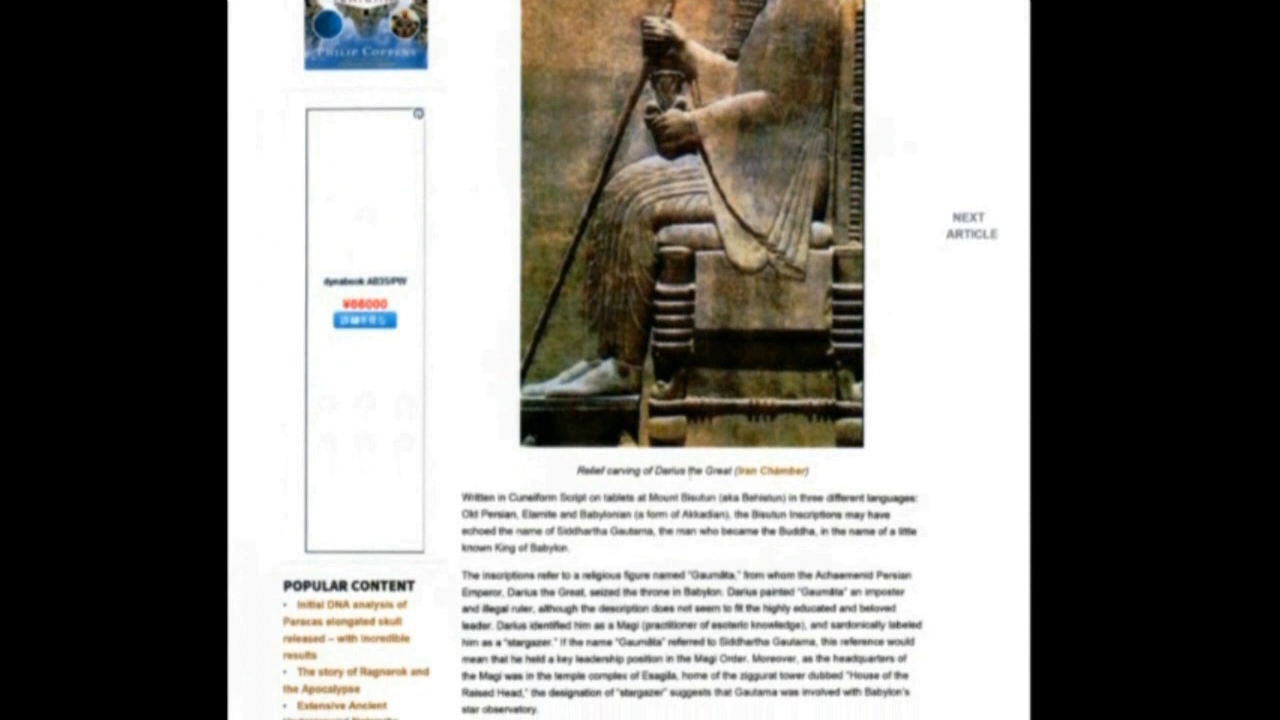 PHILIP COPPENS
dynabook AB35/PW
¥66000
詳細を見る
NEXT
ARTICLE
Relief carving of Darius the Great (Iran Chamber)
Written in Cuneiform Script on tablets at Mount Bisutun (aka Behistun) in three different languages:
Old Persian, Elamite and Babylonian (a form of Akkadian), the Bisutun Inscriptions may have
echoed the name of Siddhartha Gautama, the man who became the Buddha, in the name of a little
known King of Babylon.
The inscriptions refer to a religious figure named "Gaumâta," from whom the Achaemenid Persian
Emperor, Darius the Great, seized the throne in Babylon. Darius painted "Gaumâta" an imposter
and illegal ruler, although the description does not seem to fit the highly educated and beloved
leader. Darius identified him as a Magi (practitioner of esoteric knowledge), and sardonically labeled
him as a "stargazer." If the name "Gaumâta" referred to Siddhartha Gautama, this reference would
mean that he held a key leadership position in the Magi Order. Moreover, as the headquarters of
the Magi was in the temple complex of Esagila, home of the ziggurat tower dubbed "House of the
Raised Head," the designation of "stargazer" suggests that Gautama was involved with Babylon's
star observatory.
POPULAR CONTENT
• Initial DNA analysis of
Paracas elongated skull
released – with incredible
results
• The story of Ragnarok and
the Apocalypse
• Extensive Ancient